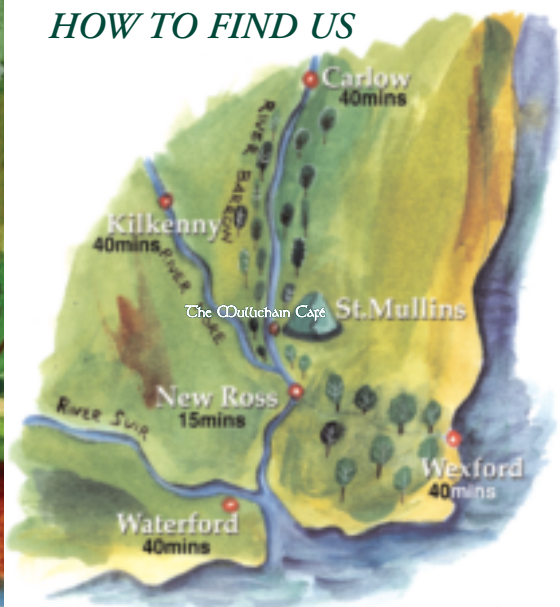 HOW TO FIND US
Carlow
40mins
RIVER BARROW
Kilkenny
40mins
RIVER NORE
The Mullichain Café
St.Mullins
New Ross
15mins
RIVER SUIR
Wexford
40mins
Waterford
40mins